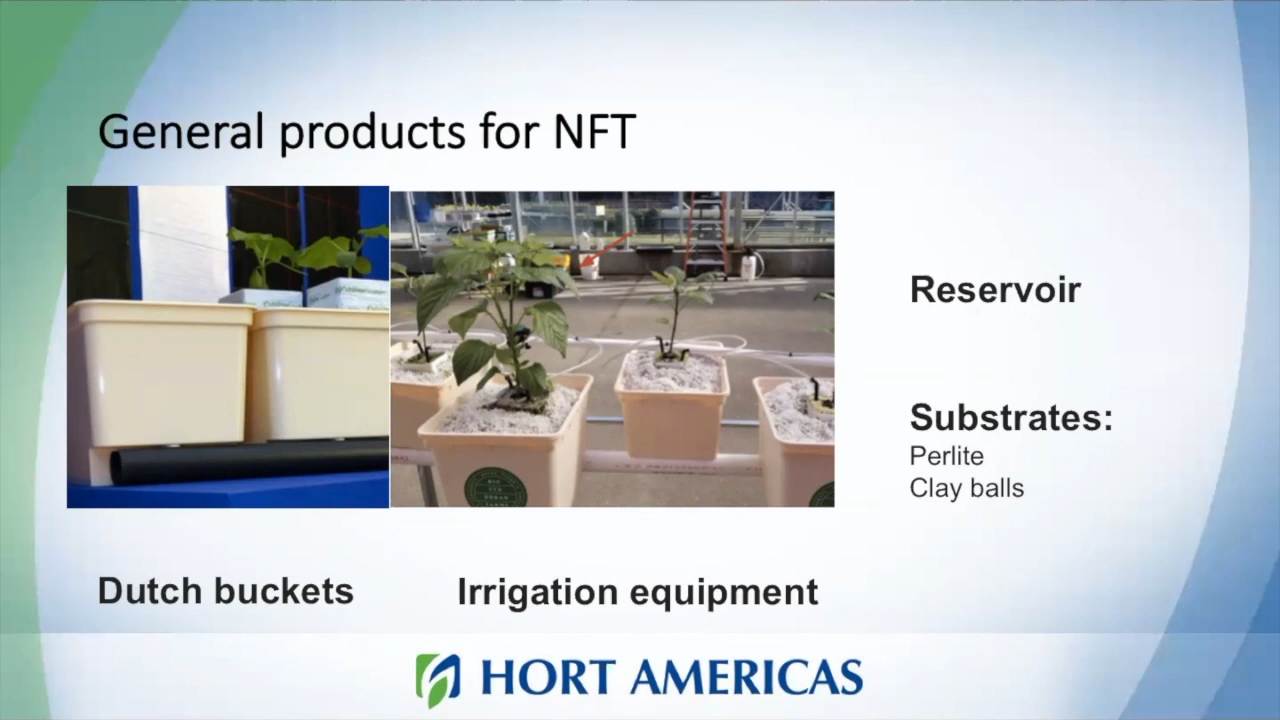 General products for NFT
Reservoir
Substrates:
Perlite
Clay balls
Dutch buckets
Irrigation equipment
HORT AMERICAS